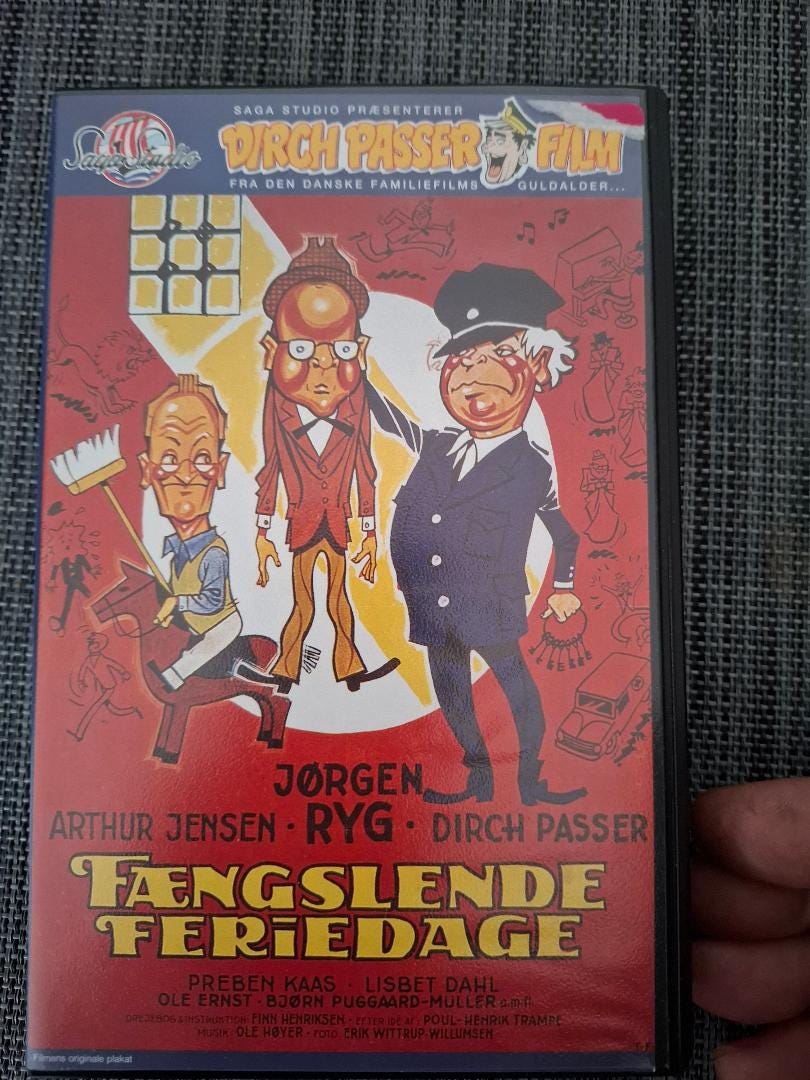 SAGA STUDIO PRÆSENTERER
Saga Studio
DIRCH PASSER FILM
FRA DEN DANSKE FAMILIEFILMS GULDALDER...
JØRGEN
ARTHUR JENSEN · RYG · DIRCH PASSER
FÆNGSLENDE
FERIEDAGE
PREBEN KAAS · LISBET DAHL
OLE ERNST · BJØRN PUGGAARD-MÜLLER a.m.fl.
DREJEBOG & INSTRUKTION: FINN HENRIKSEN · EFTER IDÉ AF: POUL-HENRIK TRAMPE
MUSIK: OLE HØYER · FOTO: ERIK WITTRUP-WILLUMSEN
Filmens originale plakat